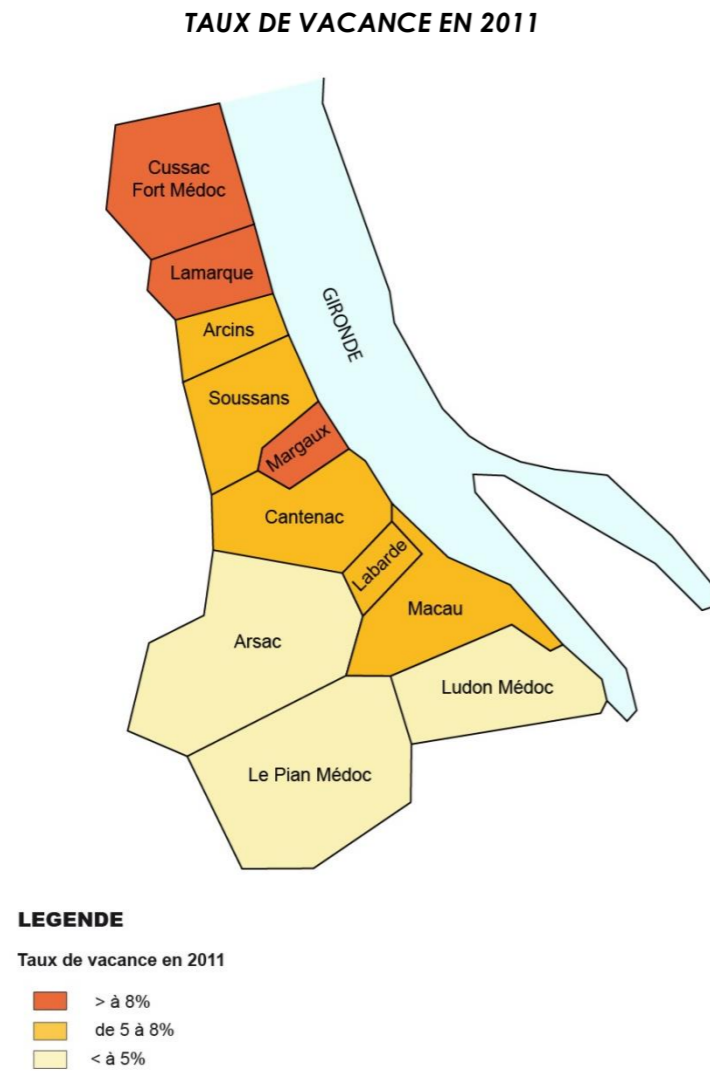 TAUX DE VACANCE EN 2011
Cussac
Fort Médoc
Lamarque
GIRONDE
Arcins
Soussans
Margaux
Cantenac
Labarde
Macau
Arsac
Ludon Médoc
Le Pian Médoc
LEGENDE
Taux de vacance en 2011
> à 8%
de 5 à 8%
< à 5%